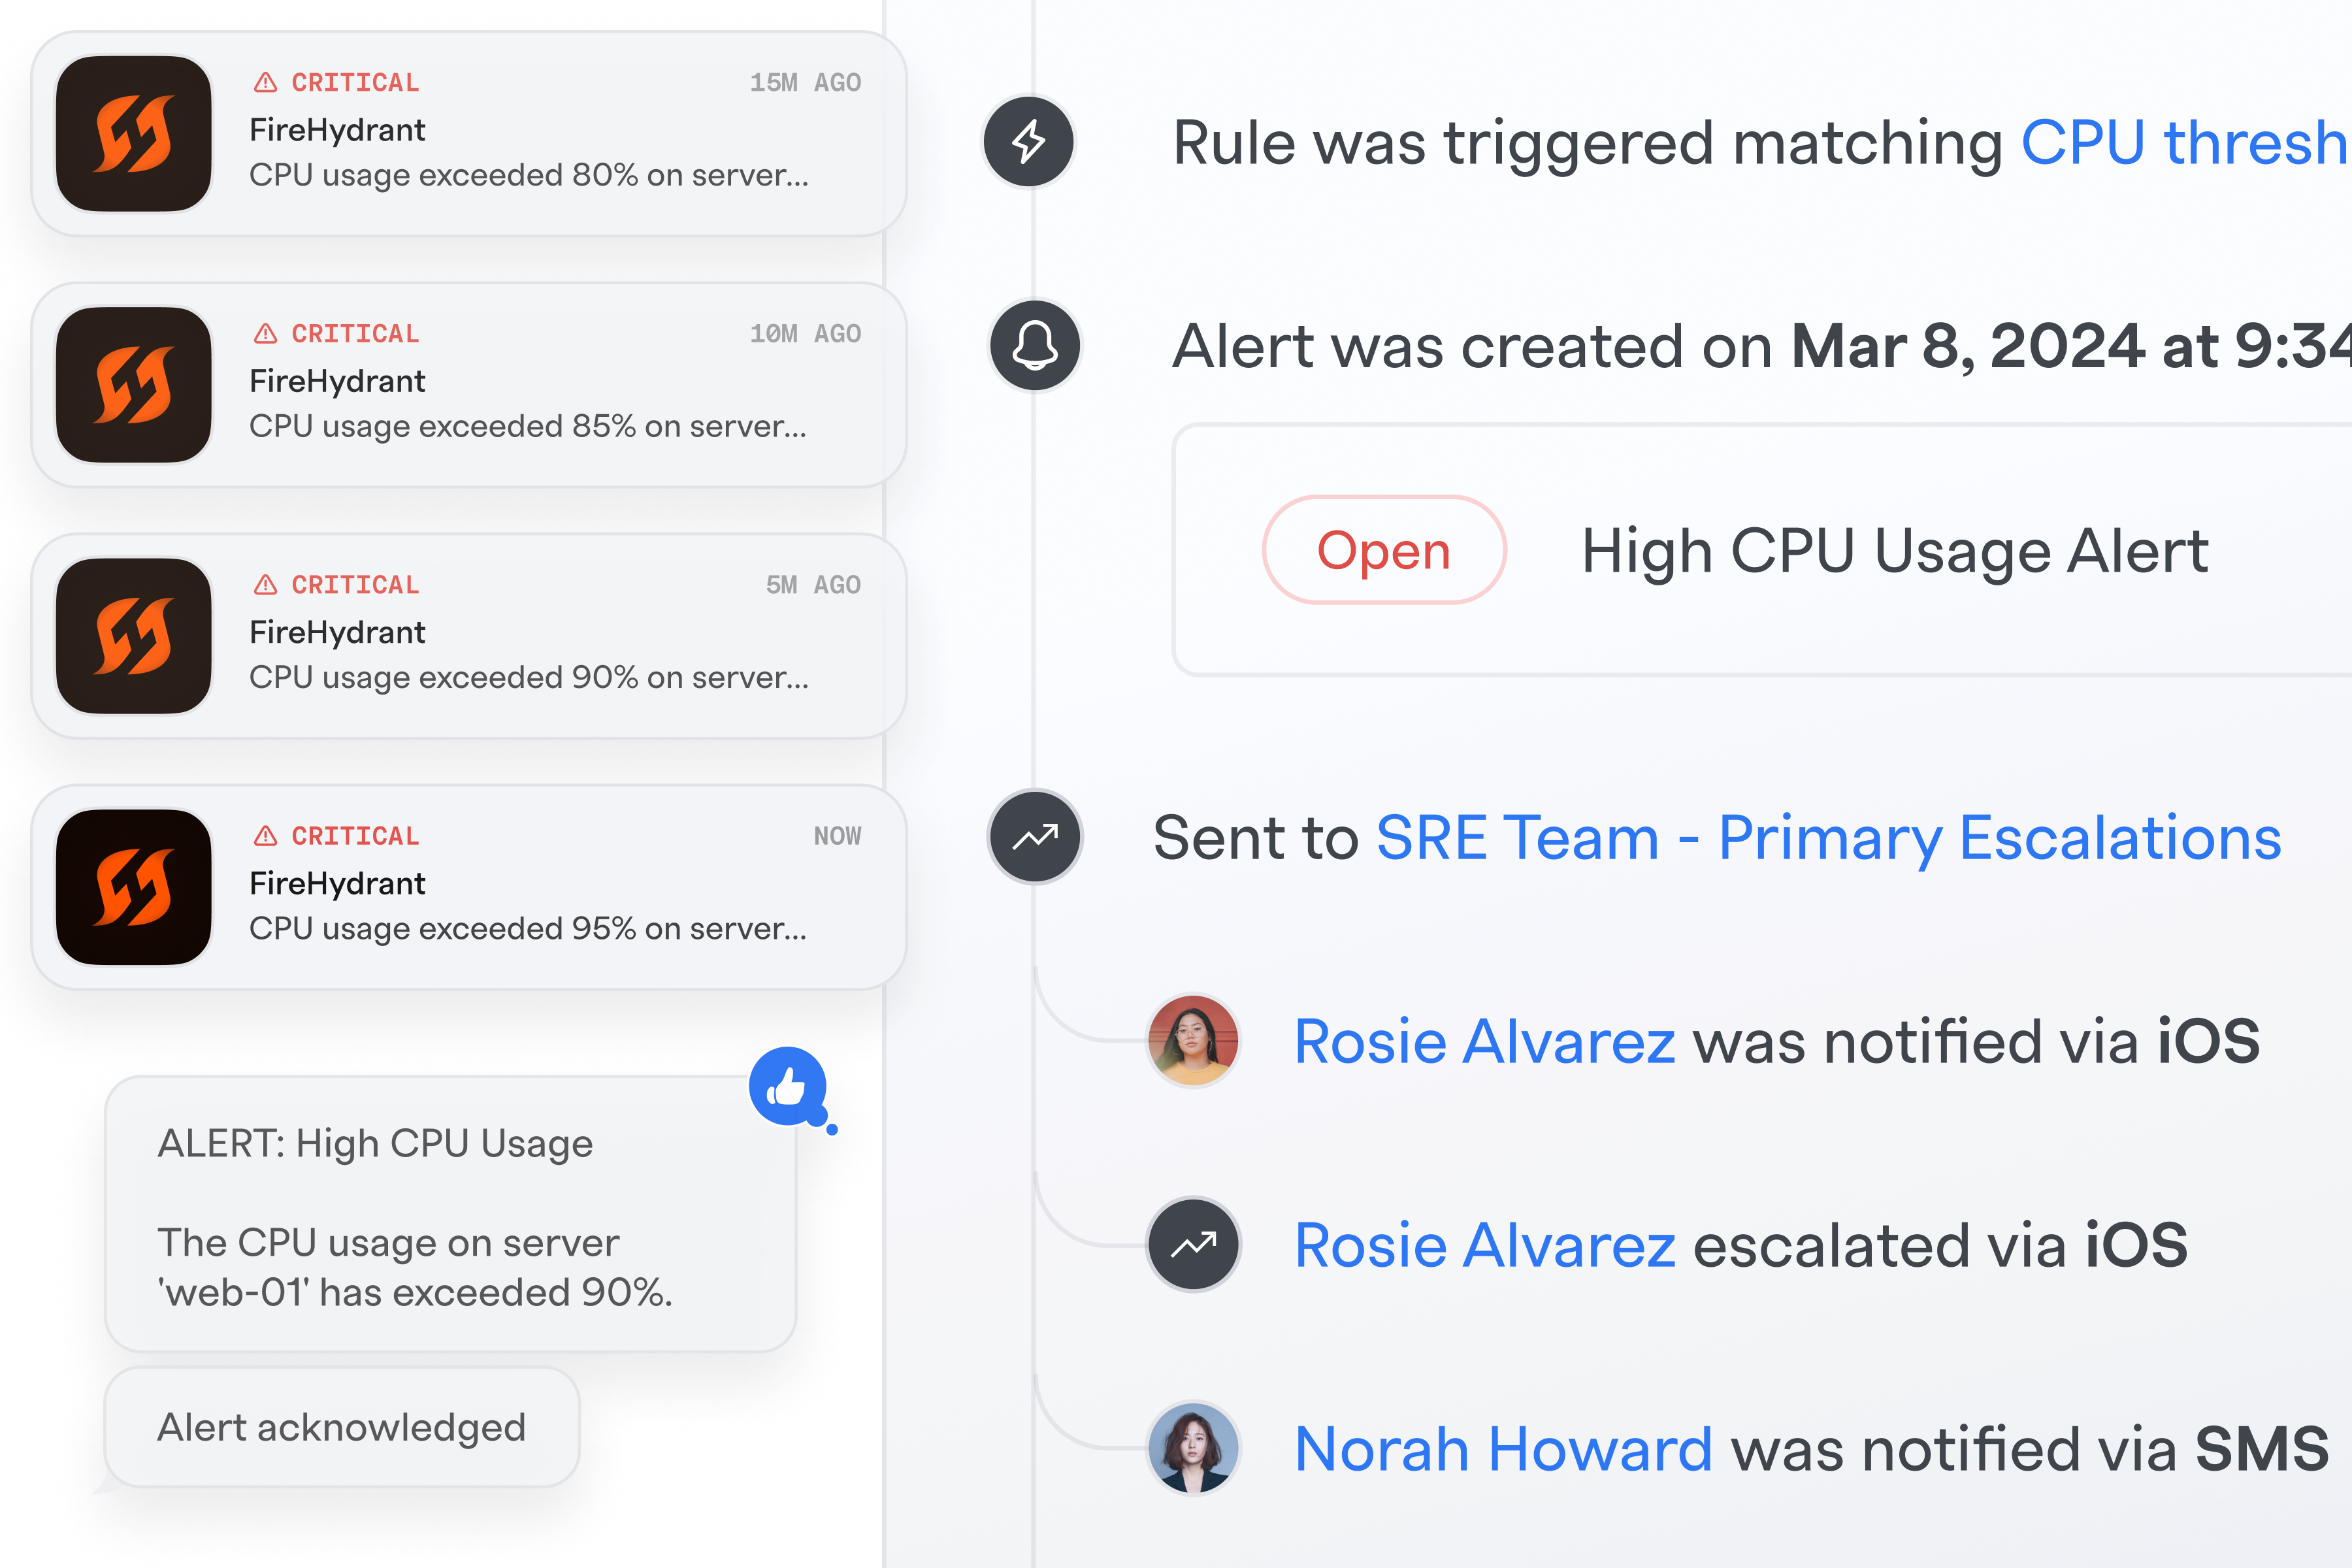 CRITICAL 15M AGO
FireHydrant
CPU usage exceeded 80% on server...
CRITICAL 10M AGO
FireHydrant
CPU usage exceeded 85% on server...
CRITICAL 5M AGO
FireHydrant
CPU usage exceeded 90% on server...
CRITICAL NOW
FireHydrant
CPU usage exceeded 95% on server...
ALERT: High CPU Usage
The CPU usage on server
'web-01' has exceeded 90%.
Alert acknowledged
Rule was triggered matching CPU thresh
Alert was created on Mar 8, 2024 at 9:34
Open High CPU Usage Alert
Sent to SRE Team - Primary Escalations
Rosie Alvarez was notified via iOS
Rosie Alvarez escalated via iOS
Norah Howard was notified via SMS